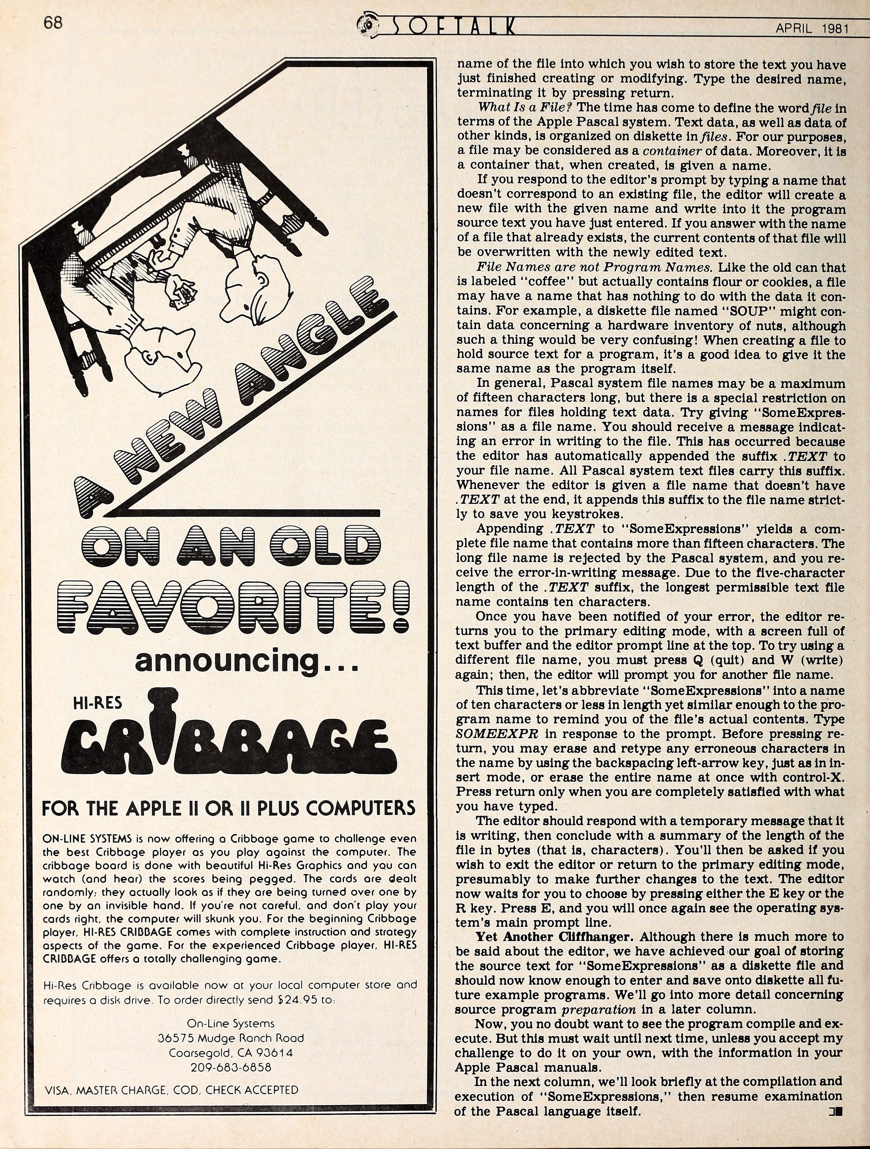 68
SOFTALK
APRIL 1981
A NEW ANGLE
ON AN OLD
FAVORITE!
announcing...
HI-RES
CRIBBAGE
FOR THE APPLE II OR II PLUS COMPUTERS
ON-LINE SYSTEMS is now offering a Cribbage game to challenge even
the best Cribbage player as you play against the computer. The
cribbage board is done with beautiful Hi-Res Graphics and you can
watch (and hear) the scores being pegged. The cards are dealt
randomly; they actually look as if they are being turned over one by
one by an invisible hand. If you're not careful, and don't play your
cards right, the computer will skunk you. For the beginning Cribbage
player, HI-RES CRIBBAGE comes with complete instruction and strategy
aspects of the game. For the experienced Cribbage player, HI-RES
CRIBBAGE offers a totally challenging game.
Hi-Res Cribbage is available now at your local computer store and
requires a disk drive. To order directly send $24.95 to:
On-Line Systems
36575 Mudge Ranch Road
Coarsegold, CA 93614
209-683-6858
VISA, MASTER CHARGE, COD, CHECK ACCEPTED
name of the file into which you wish to store the text you have
just finished creating or modifying. Type the desired name,
terminating it by pressing return.
What Is a File? The time has come to define the word file in
terms of the Apple Pascal system. Text data, as well as data of
other kinds, is organized on diskette in files. For our purposes,
a file may be considered as a container of data. Moreover, it is
a container that, when created, is given a name.
If you respond to the editor's prompt by typing a name that
doesn't correspond to an existing file, the editor will create a
new file with the given name and write into it the program
source text you have just entered. If you answer with the name
of a file that already exists, the current contents of that file will
be overwritten with the newly edited text.
File Names are not Program Names. Like the old can that
is labeled "coffee" but actually contains flour or cookies, a file
may have a name that has nothing to do with the data it con-
tains. For example, a diskette file named "SOUP" might con-
tain data concerning a hardware inventory of nuts, although
such a thing would be very confusing! When creating a file to
hold source text for a program, it's a good idea to give it the
same name as the program itself.
In general, Pascal system file names may be a maximum
of fifteen characters long, but there is a special restriction on
names for files holding text data. Try giving "SomeExpres-
sions" as a file name. You should receive a message indicat-
ing an error in writing to the file. This has occurred because
the editor has automatically appended the suffix .TEXT to
your file name. All Pascal system text files carry this suffix.
Whenever the editor is given a file name that doesn't have
.TEXT at the end, it appends this suffix to the file name strict-
ly to save you keystrokes.
Appending .TEXT to "SomeExpressions" yields a com-
plete file name that contains more than fifteen characters. The
long file name is rejected by the Pascal system, and you re-
ceive the error-in-writing message. Due to the five-character
length of the .TEXT suffix, the longest permissible text file
name contains ten characters.
Once you have been notified of your error, the editor re-
turns you to the primary editing mode, with a screen full of
text buffer and the editor prompt line at the top. To try using a
different file name, you must press Q (quit) and W (write)
again; then, the editor will prompt you for another file name.
This time, let's abbreviate "SomeExpressions" into a name
of ten characters or less in length yet similar enough to the pro-
gram name to remind you of the file's actual contents. Type
SOMEEXPR in response to the prompt. Before pressing re-
turn, you may erase and retype any erroneous characters in
the name by using the backspacing left-arrow key, just as in in-
sert mode, or erase the entire name at once with control-X.
Press return only when you are completely satisfied with what
you have typed.
The editor should respond with a temporary message that it
is writing, then conclude with a summary of the length of the
file in bytes (that is, characters). You'll then be asked if you
wish to exit the editor or return to the primary editing mode,
presumably to make further changes to the text. The editor
now waits for you to choose by pressing either the E key or the
R key. Press E, and you will once again see the operating sys-
tem's main prompt line.
Yet Another Cliffhanger. Although there is much more to
be said about the editor, we have achieved our goal of storing
the source text for "SomeExpressions" as a diskette file and
should now know enough to enter and save onto diskette all fu-
ture example programs. We'll go into more detail concerning
source program preparation in a later column.
Now, you no doubt want to see the program compile and ex-
ecute. But this must wait until next time, unless you accept my
challenge to do it on your own, with the information in your
Apple Pascal manuals.
In the next column, we'll look briefly at the compilation and
execution of "SomeExpressions," then resume examination
of the Pascal language itself.